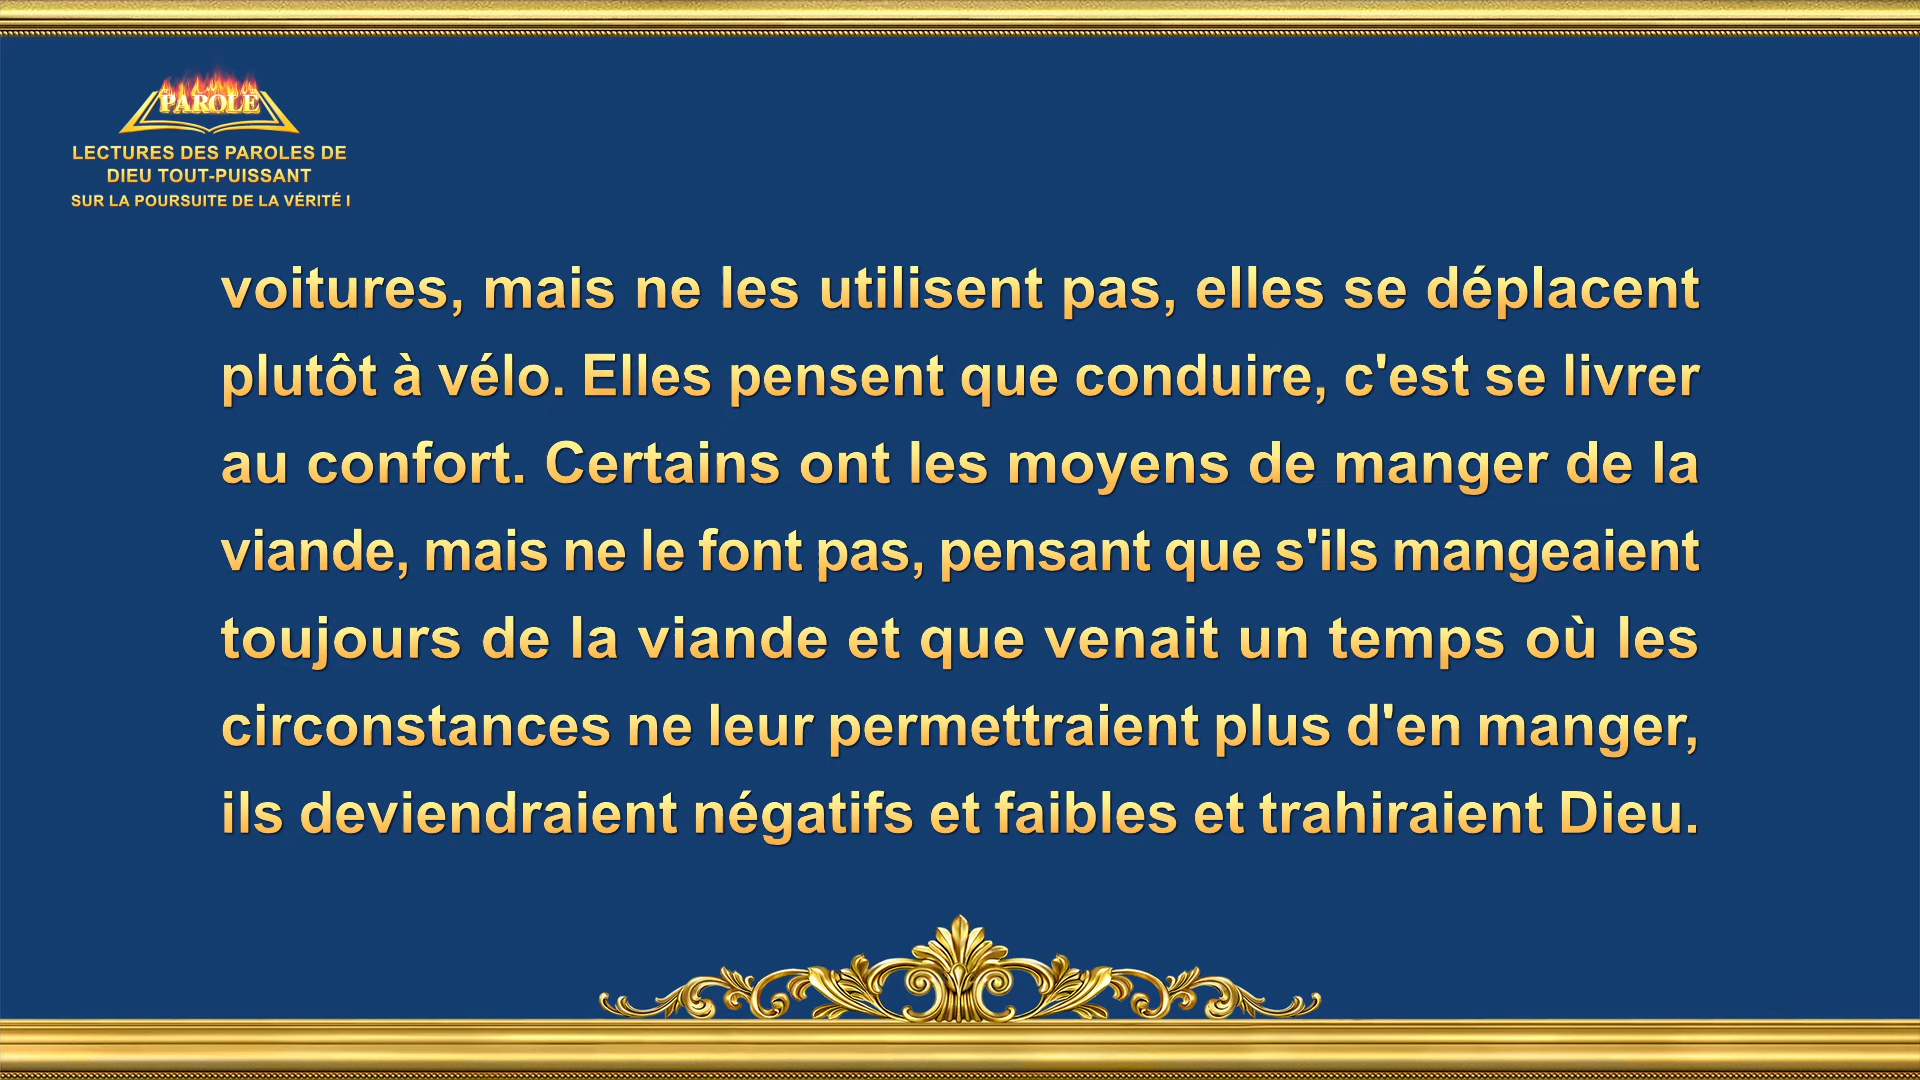 PAROLE
LECTURES DES PAROLES DE
DIEU TOUT-PUISSANT
SUR LA POURSUITE DE LA VÉRITÉ I
voitures, mais ne les utilisent pas, elles se déplacent
plutôt à vélo. Elles pensent que conduire, c'est se livrer
au confort. Certains ont les moyens de manger de la
viande, mais ne le font pas, pensant que s'ils mangeaient
toujours de la viande et que venait un temps où les
circonstances ne leur permettraient plus d'en manger,
ils deviendraient négatifs et faibles et trahiraient Dieu.